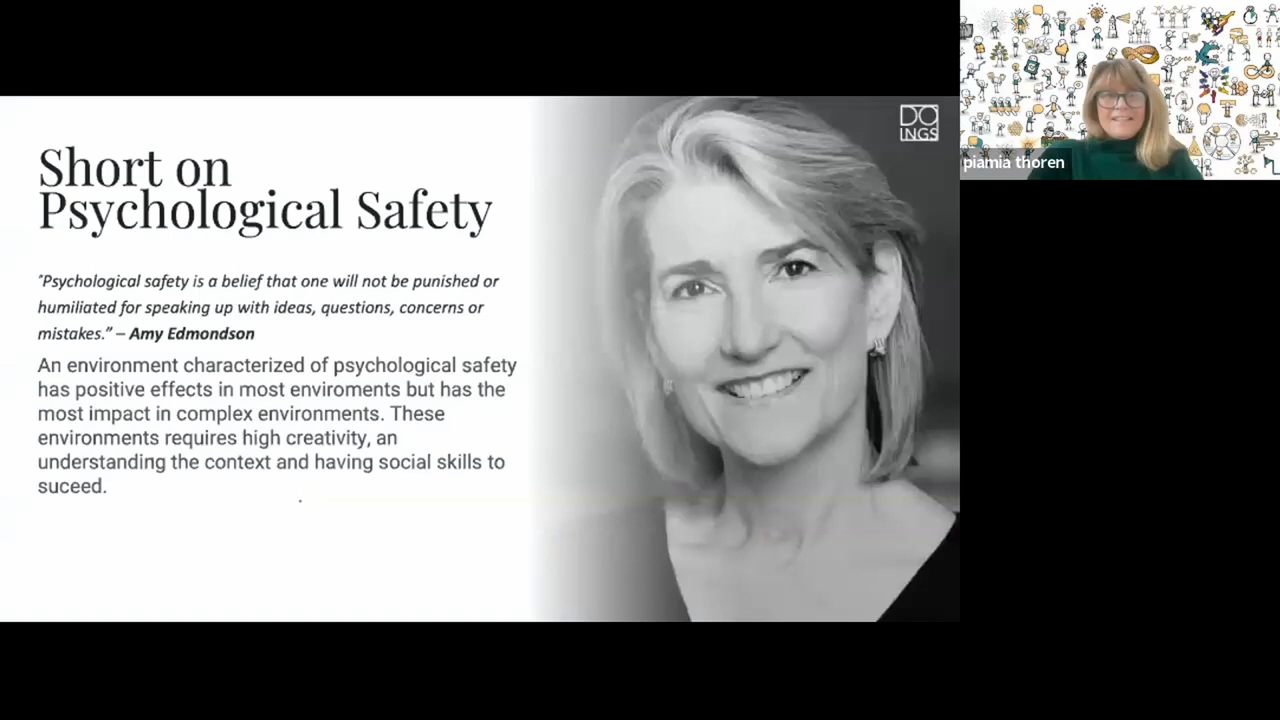 Short on
Psychological Safety
"Psychological safety is a belief that one will not be punished or
humiliated for speaking up with ideas, questions, concerns or
mistakes." – Amy Edmondson
An environment characterized of psychological safety
has positive effects in most enviroments but has the
most impact in complex environments. These
environments requires high creativity, an
understanding the context and having social skills to
suceed.
DO
INGS
piamia thoren